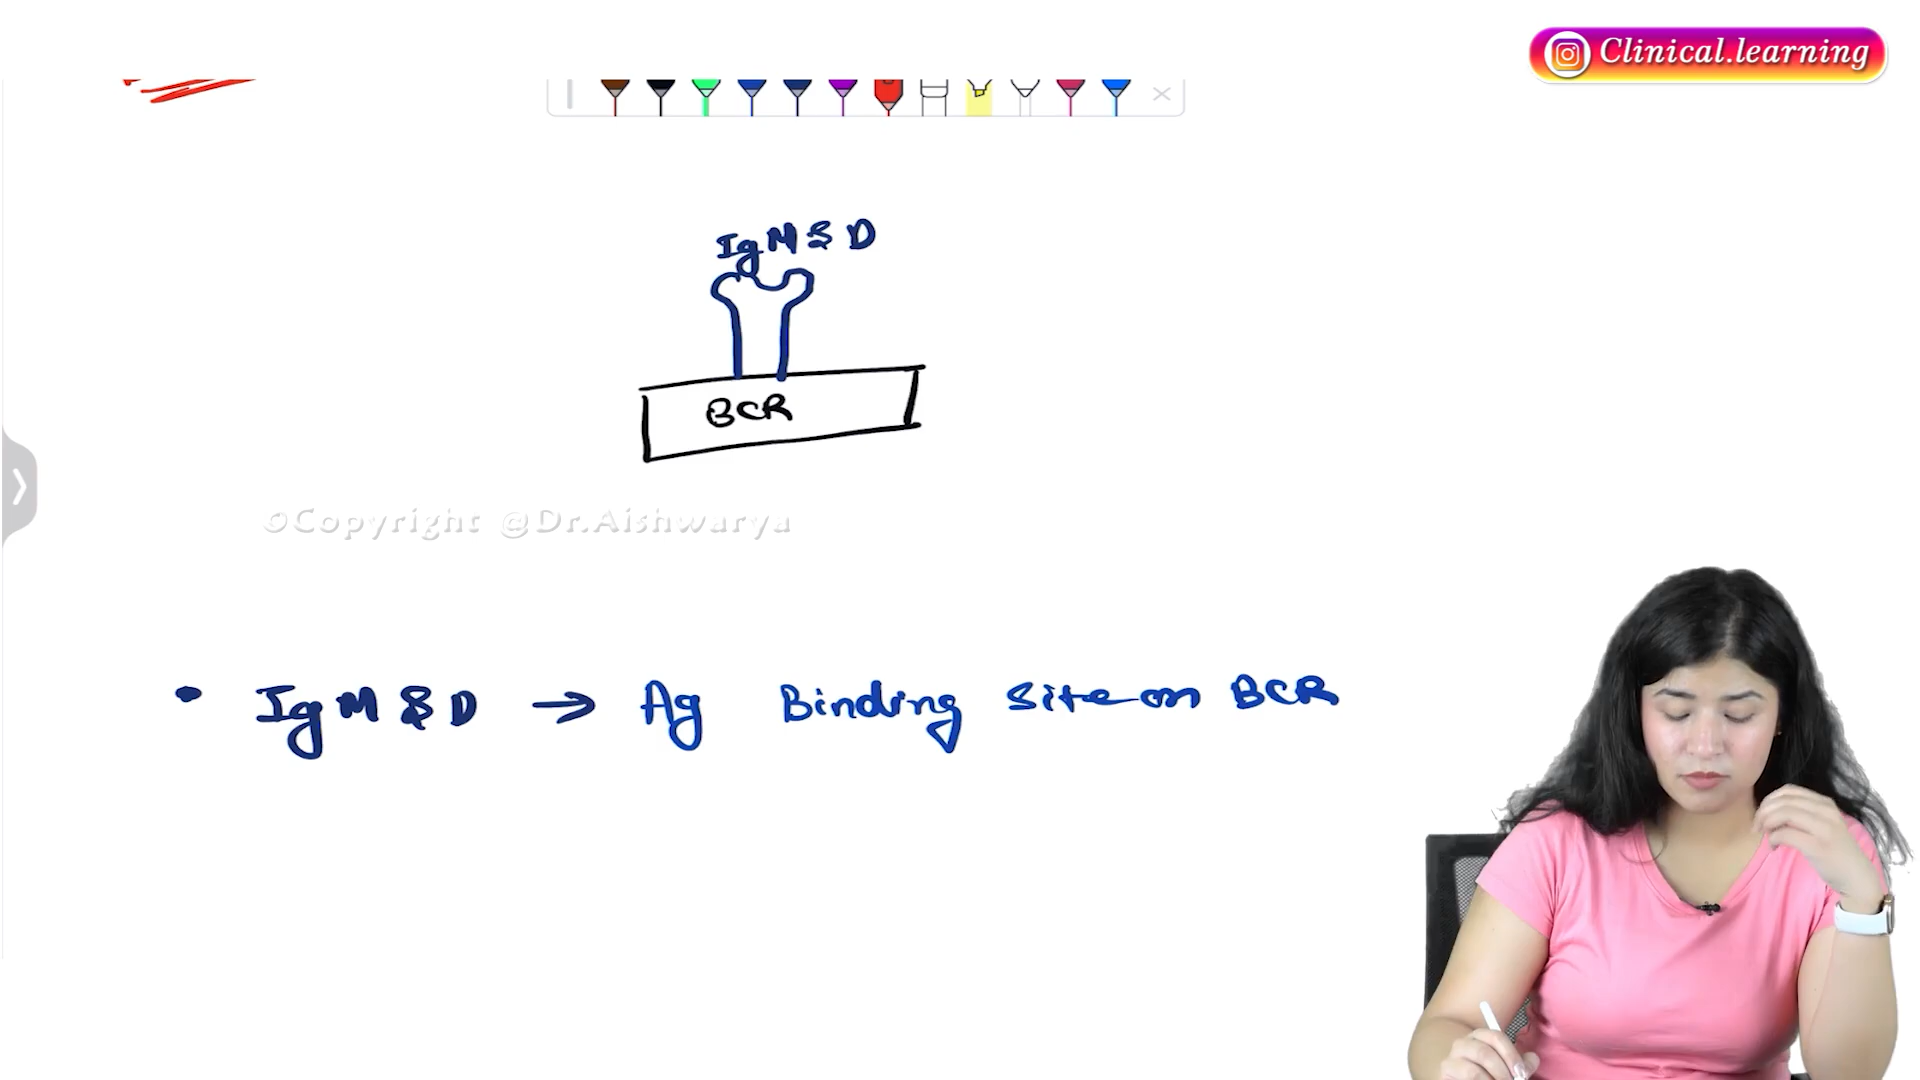 Clinical.learning
IgM & D
BCR
©Copyright @Dr.Aishwarya
• IgM & D → Ag Binding Site on BCR